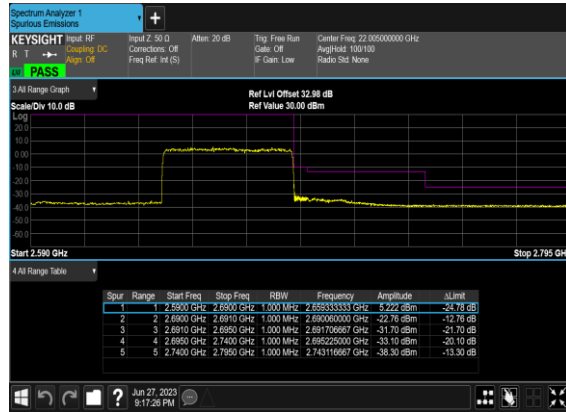 Spectrum Analyzer 1
Spurious Emissions
KEYSIGHT
R T
PASS
Input: RF
Coupling: DC
Align: Off
Input Z: 50 Ω
Corrections: Off
Freq Ref: Int (S)
Atten: 20 dB
Trig: Free Run
Gate: Off
IF Gain: Low
Center Freq: 22.005000000 GHz
Avg|Hold: 100/100
Radio Std: None
3 All Range Graph
Scale/Div 10.0 dB
Ref Lvl Offset 32.98 dB
Ref Value 30.00 dBm
Log
20.0
10.0
0.00
-10.0
-20.0
-30.0
-40.0
-50.0
-60.0
Start 2.590 GHz
Stop 2.795 GH
4 All Range Table
Spur Range Start Freq Stop Freq RBW Frequency Amplitude ΔLimit
1 1 2.5900 GHz 2.6900 GHz 1.000 MHz 2.659333333 GHz 5.222 dBm -24.78 dB
2 2 2.6900 GHz 2.6910 GHz 1.000 MHz 2.690060000 GHz -22.76 dBm -12.76 dB
3 3 2.6910 GHz 2.6950 GHz 1.000 MHz 2.691706667 GHz -31.70 dBm -21.70 dB
4 4 2.6950 GHz 2.7400 GHz 1.000 MHz 2.695225000 GHz -33.10 dBm -20.10 dB
5 5 2.7400 GHz 2.7950 GHz 1.000 MHz 2.743116667 GHz -38.30 dBm -13.30 dB
Jun 27, 2023
9:17:26 PM